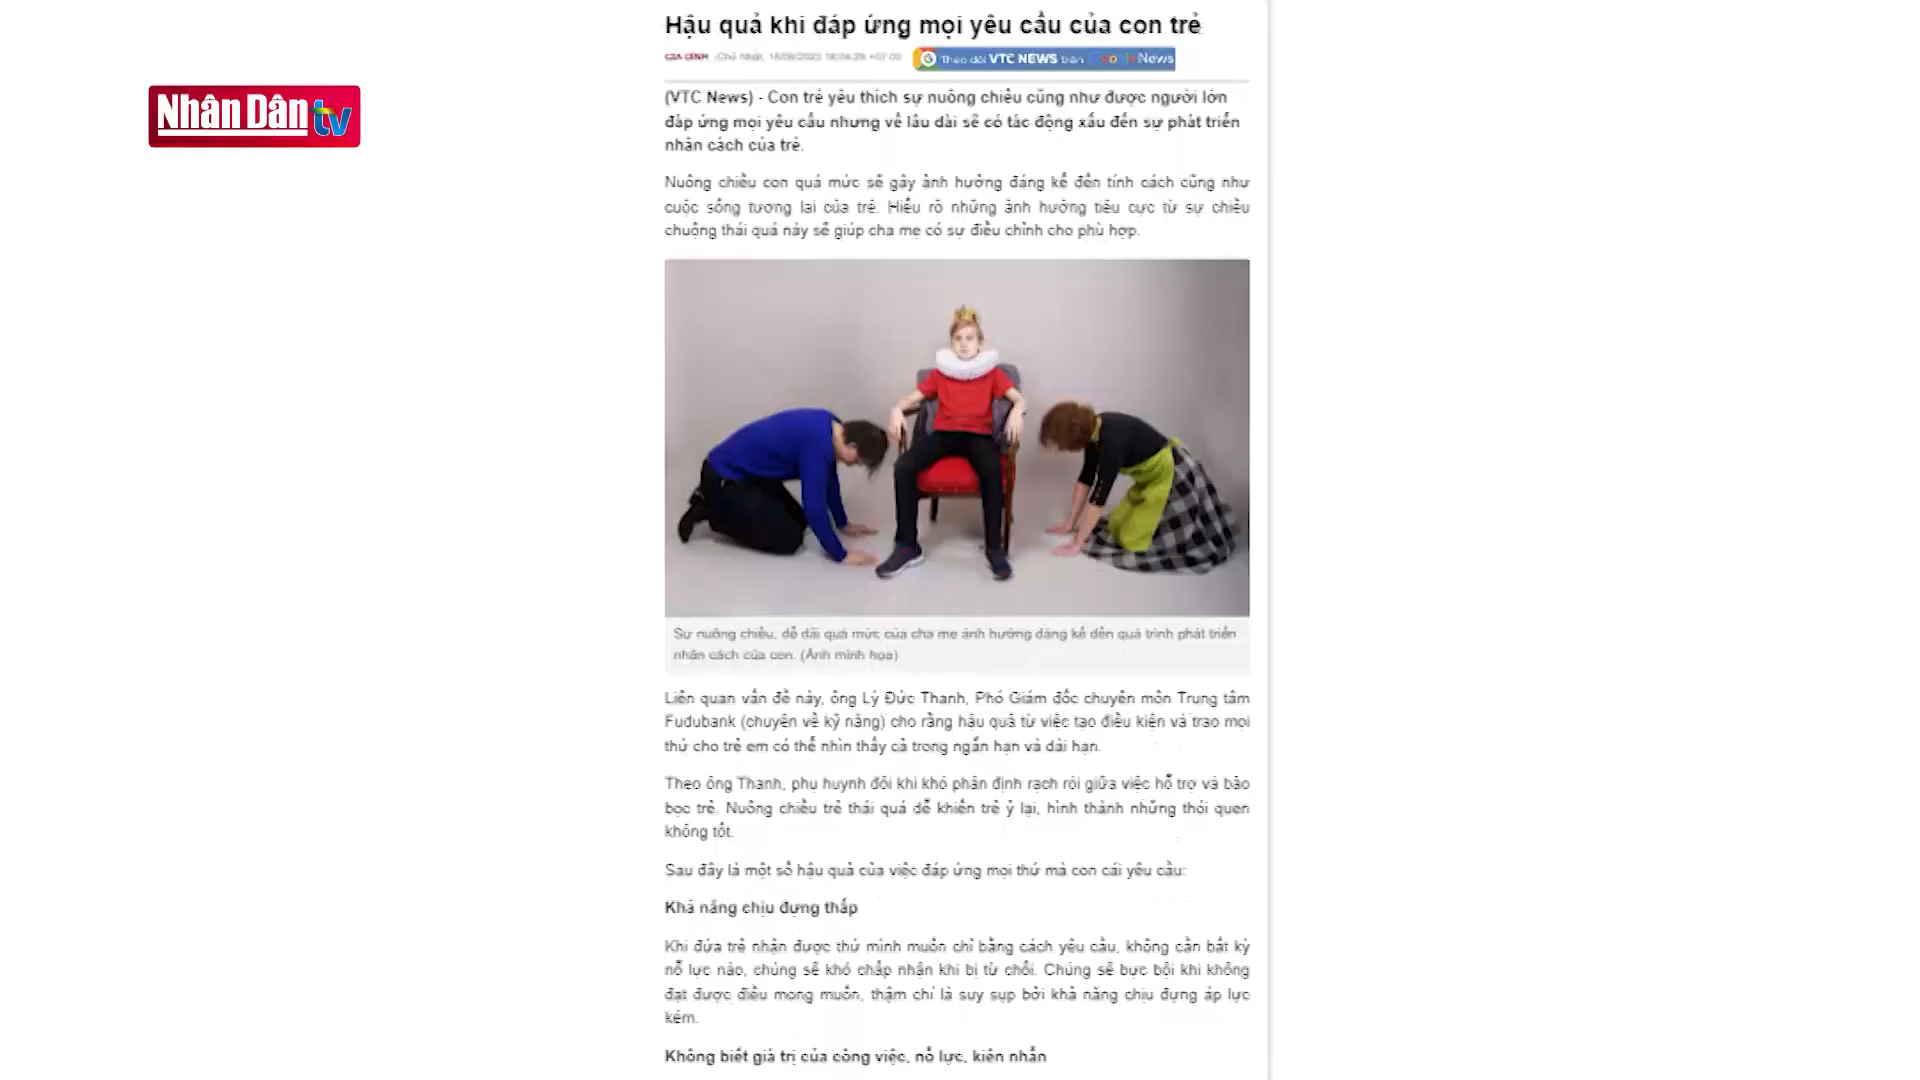 Hậu quả khi đáp ứng mọi yêu cầu của con trẻ
GIA ĐÌNH
Theo dõi VTC NEWS trên Google News
Nhân Dân tv
(VTC News) - Con trẻ yêu thích sự nuông chiều cũng như được người lớn
đáp ứng mọi yêu cầu nhưng về lâu dài sẽ có tác động xấu đến sự phát triển
nhân cách của trẻ.
Nuông chiều con quá mức sẽ gây ảnh hưởng đáng kể đến tính cách cũng như
cuộc sống tương lai của trẻ. Hiểu rõ những ảnh hưởng tiêu cực từ sự chiều
chuộng thái quá này sẽ giúp cha mẹ có sự điều chỉnh cho phù hợp.
Sự nuông chiều, dễ dãi quá mức của cha mẹ ảnh hưởng đáng kể đến quá trình phát triển
nhân cách của con. (Ảnh minh họa)
Liên quan vấn đề này, ông Lý Đức Thanh, Phó Giám đốc chuyên môn Trung tâm
Fudubank (chuyên về kỹ năng) cho rằng hậu quả từ việc tạo điều kiện và trao mọi
thứ cho trẻ em có thể nhìn thấy cả trong ngắn hạn và dài hạn.
Theo ông Thanh, phụ huynh đôi khi khó phân định rạch ròi giữa việc hỗ trợ và bảo
bọc trẻ. Nuông chiều trẻ thái quá dễ khiến trẻ ỷ lại, hình thành những thói quen
không tốt.
Sau đây là một số hậu quả của việc đáp ứng mọi thứ mà con cái yêu cầu:
Khả năng chịu đựng thấp
Khi đứa trẻ nhận được thứ mình muốn chỉ bằng cách yêu cầu, không cần bất kỳ
nỗ lực nào, chúng sẽ khó chấp nhận khi bị từ chối. Chúng sẽ bực bội khi không
đạt được điều mong muốn, thậm chí là suy sụp bởi khả năng chịu đựng áp lực
kém.
Không biết giá trị của công việc, nỗ lực, kiên nhẫn